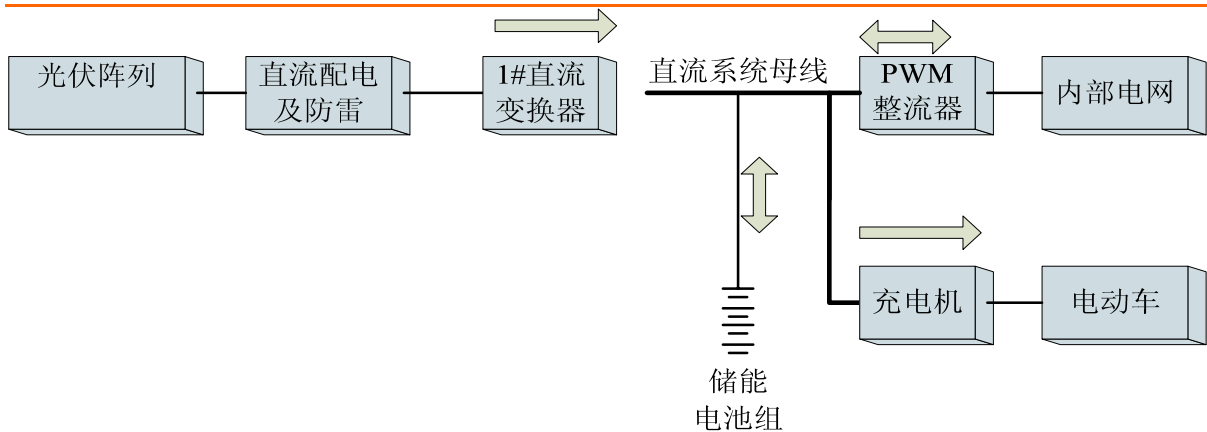 光伏阵列
直流配电
及防雷
1#直流
变换器
直流系统母线
PWM
整流器
内部电网
充电机
电动车
储能
电池组